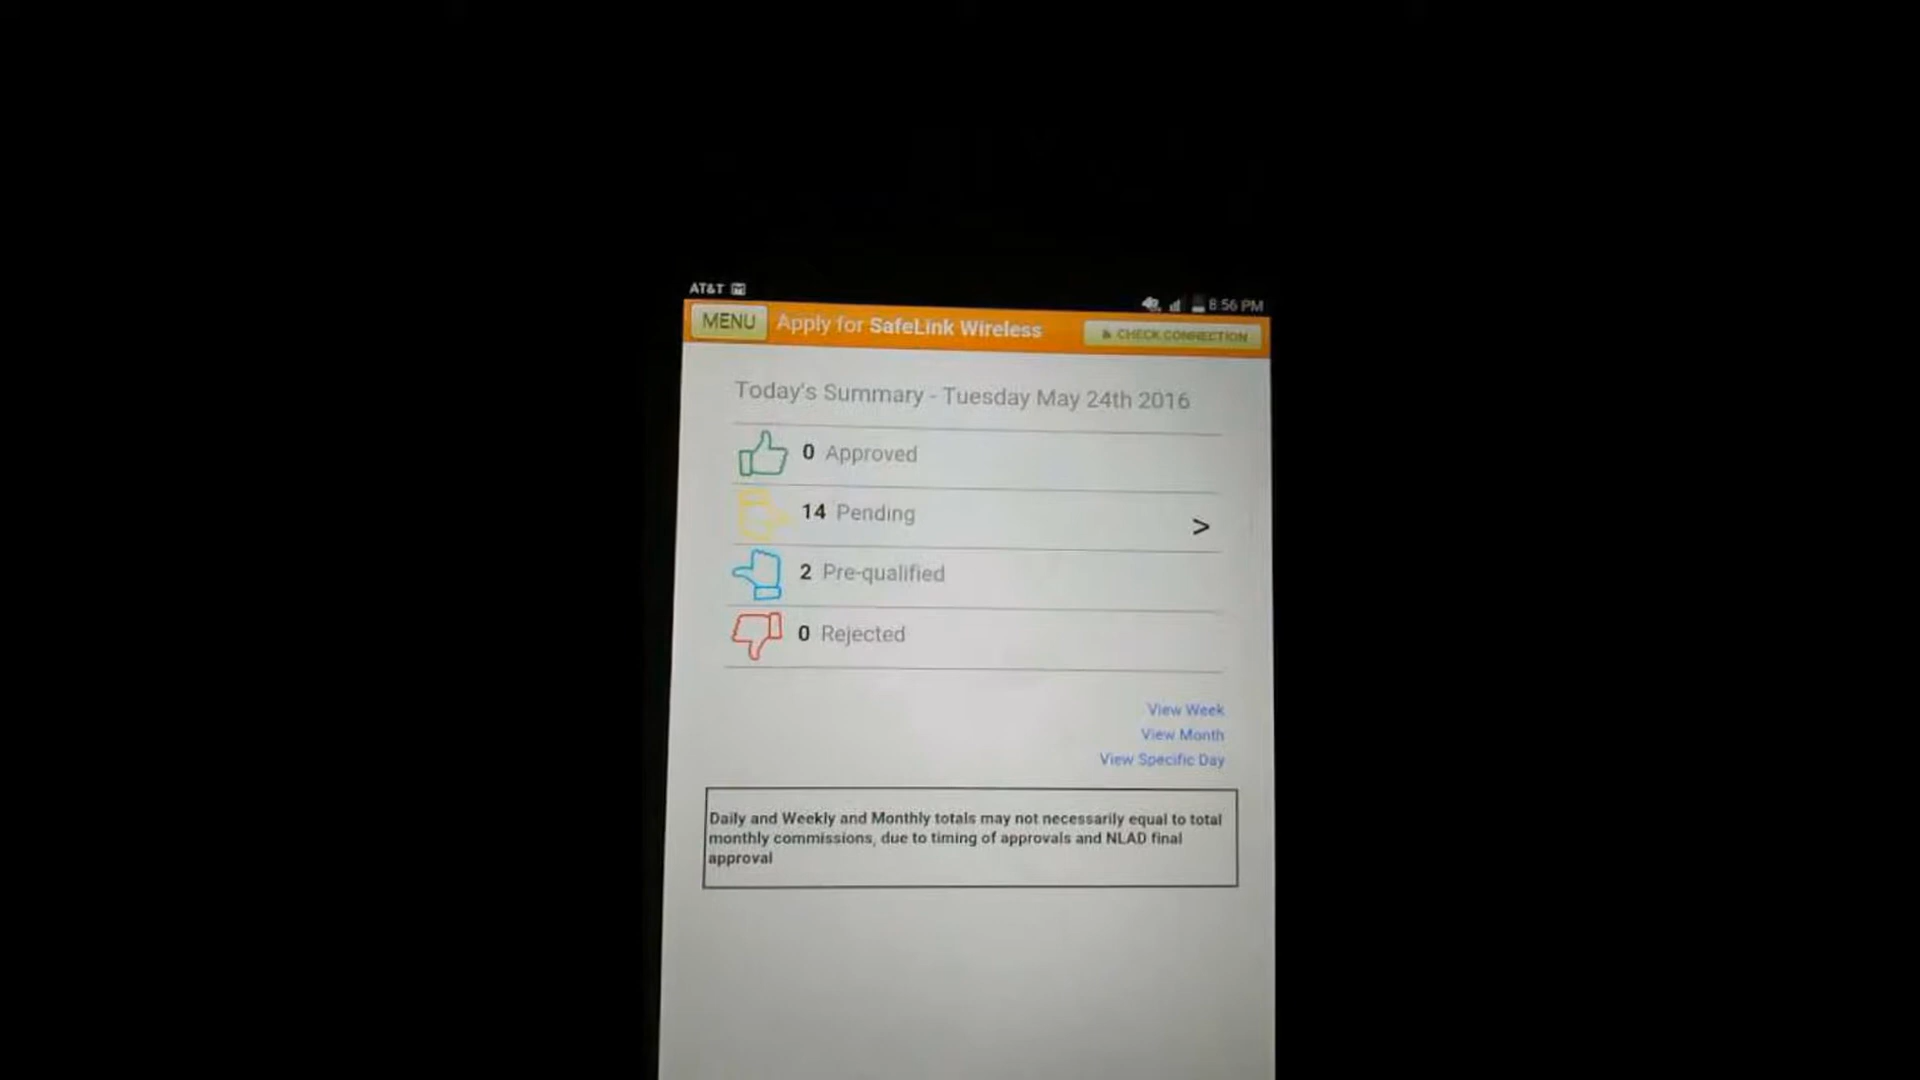 AT&T
8:56 PM
MENU Apply for SafeLink Wireless CHECK CONNECTION
Today's Summary - Tuesday May 24th 2016
0 Approved
14 Pending >
2 Pre-qualified
0 Rejected
View Week
View Month
View Specific Day
Daily and Weekly and Monthly totals may not necessarily equal to total
monthly commissions, due to timing of approvals and NLAD final
approval